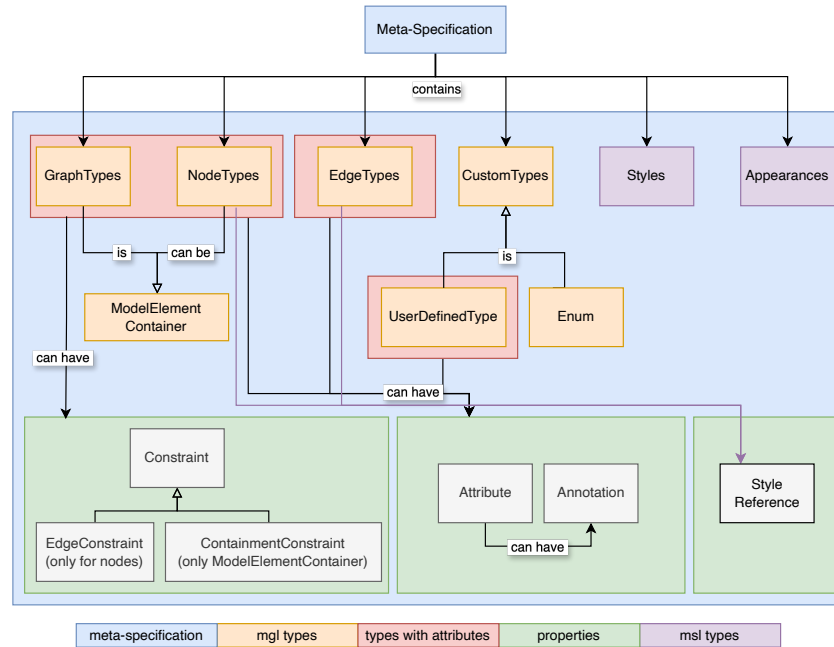 Meta-Specification
contains
GraphTypes
NodeTypes
EdgeTypes
CustomTypes
Styles
Appearances
is
can be
is
ModelElement
Container
UserDefinedType
Enum
can have
can have
Constraint
Attribute
Annotation
Style
Reference
EdgeConstraint
(only for nodes)
ContainmentConstraint
(only ModelElementContainer)
can have
meta-specification
mgl types
types with attributes
properties
msl types